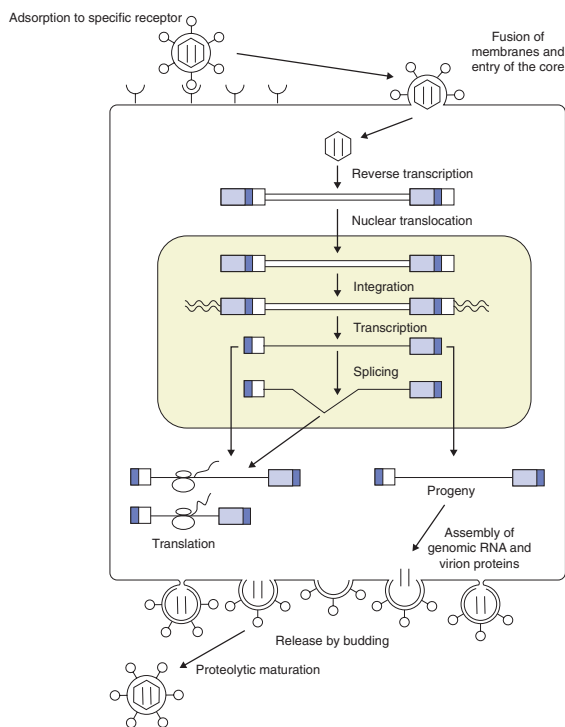 Adsorption to specific receptor
Fusion of
membranes and
entry of the core
Reverse transcription
Nuclear translocation
Integration
Transcription
Splicing
Translation
Progeny
Assembly of
genomic RNA and
virion proteins
Release by budding
Proteolytic maturation